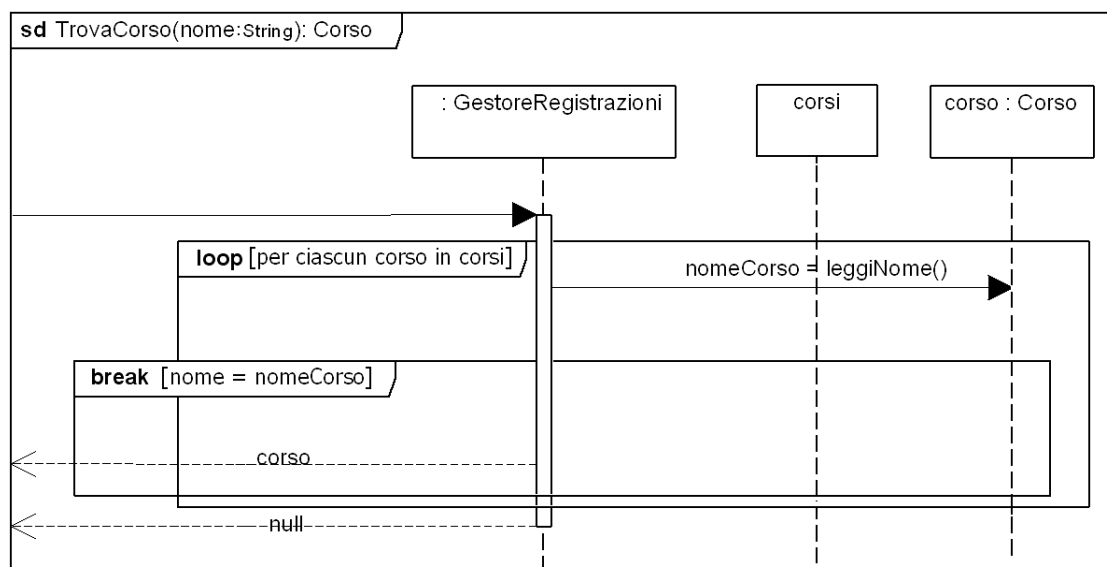 sd TrovaCorso(nome:String): Corso
: GestoreRegistrazioni
corsi
corso : Corso
loop [per ciascun corso in corsi]
nomeCorso = leggiNome()
break [nome = nomeCorso]
corso
null